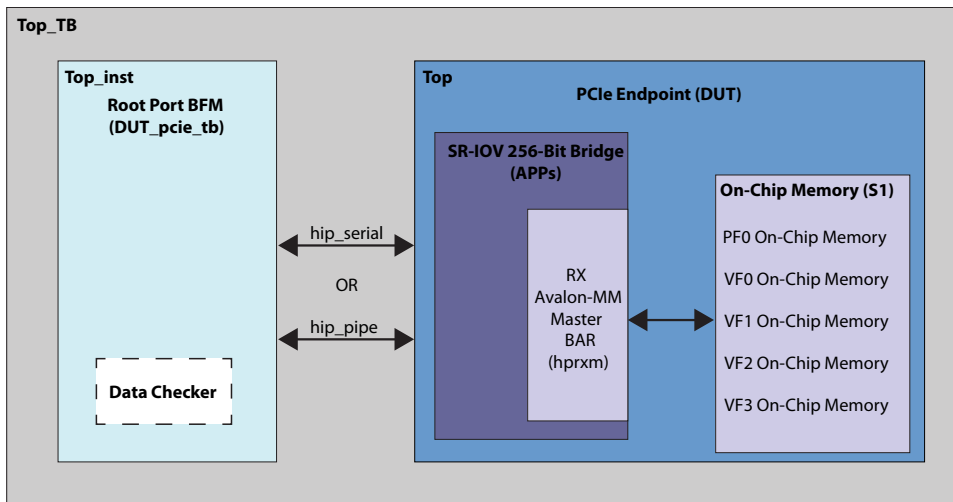 Top_TB
Top_inst
Root Port BFM
(DUT_pcie_tb)
Data Checker
hip_serial
OR
hip_pipe
Top
PCIe Endpoint (DUT)
SR-IOV 256-Bit Bridge
(APPs)
RX
Avalon-MM
Master
BAR
(hprxm)
On-Chip Memory (S1)
PF0 On-Chip Memory
VF0 On-Chip Memory
VF1 On-Chip Memory
VF2 On-Chip Memory
VF3 On-Chip Memory